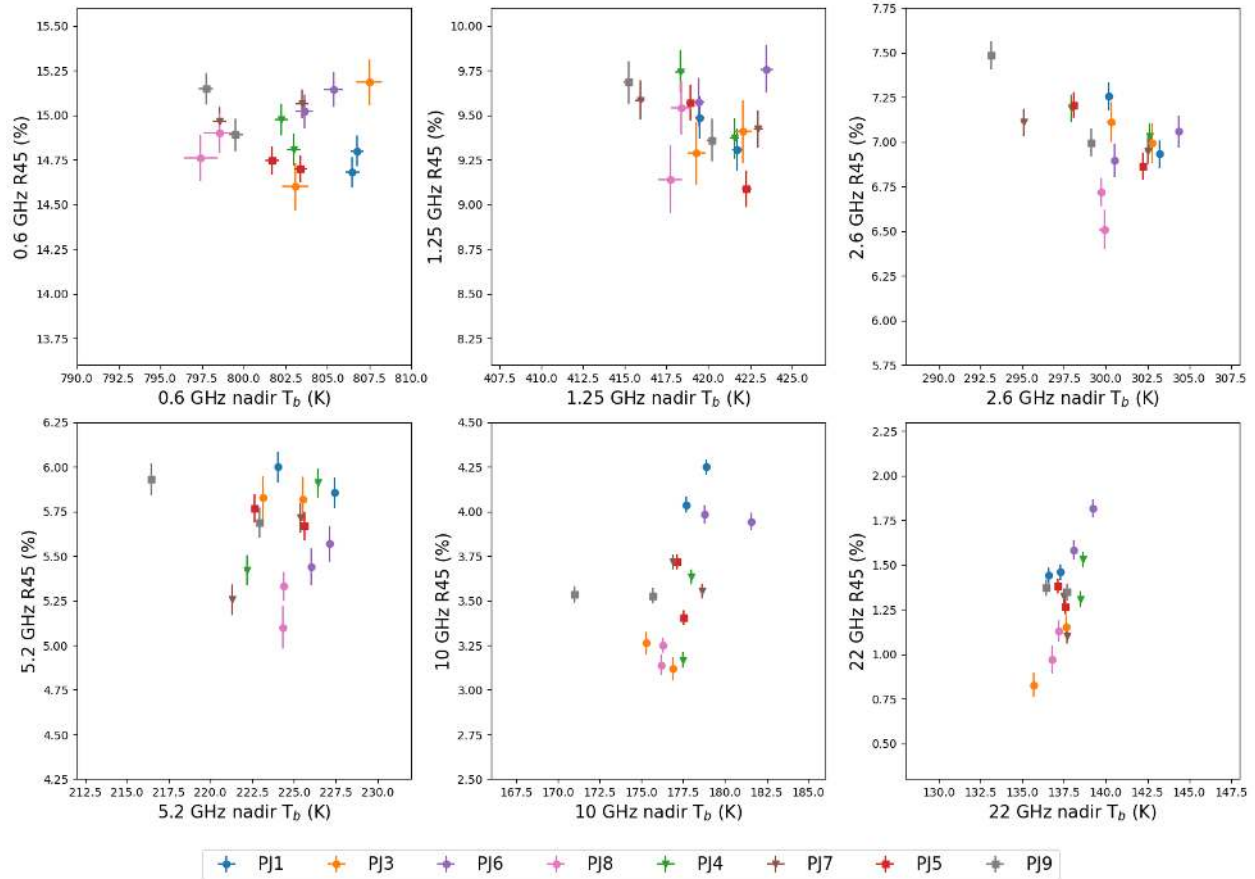 15.50
15.25
15.00
14.75
14.50
14.25
14.00
13.75
0.6 GHz R45 (%)
790.0 792.5 795.0 797.5 800.0 802.5 805.0 807.5 810.0
0.6 GHz nadir T_b (K)
10.00
9.75
9.50
9.25
9.00
8.75
8.50
8.25
1.25 GHz R45 (%)
407.5 410.0 412.5 415.0 417.5 420.0 422.5 425.0
1.25 GHz nadir T_b (K)
7.75
7.50
7.25
7.00
6.75
6.50
6.25
6.00
5.75
2.6 GHz R45 (%)
290.0 292.5 295.0 297.5 300.0 302.5 305.0 307.5
2.6 GHz nadir T_b (K)
6.25
6.00
5.75
5.50
5.25
5.00
4.75
4.50
4.25
5.2 GHz R45 (%)
212.5 215.0 217.5 220.0 222.5 225.0 227.5 230.0
5.2 GHz nadir T_b (K)
4.50
4.25
4.00
3.75
3.50
3.25
3.00
2.75
2.50
10 GHz R45 (%)
167.5 170.0 172.5 175.0 177.5 180.0 182.5 185.0
10 GHz nadir T_b (K)
2.25
2.00
1.75
1.50
1.25
1.00
0.75
0.50
22 GHz R45 (%)
130.0 132.5 135.0 137.5 140.0 142.5 145.0 147.5
22 GHz nadir T_b (K)
PJ1 PJ3 PJ6 PJ8 PJ4 PJ7 PJ5 PJ9